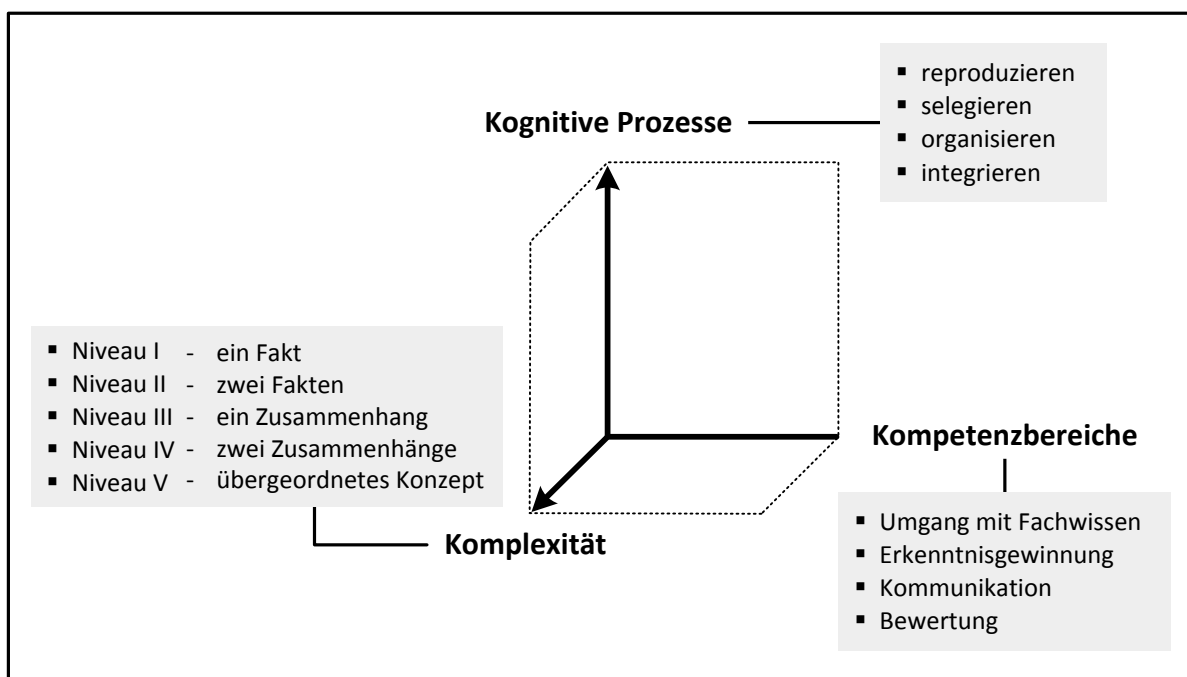 ▪ reproduzieren
▪ selegieren
▪ organisieren
▪ integrieren
Kognitive Prozesse
▪ Niveau I - ein Fakt
▪ Niveau II - zwei Fakten
▪ Niveau III - ein Zusammenhang
▪ Niveau IV - zwei Zusammenhänge
▪ Niveau V - übergeordnetes Konzept
Komplexität
Kompetenzbereiche
▪ Umgang mit Fachwissen
▪ Erkenntnisgewinnung
▪ Kommunikation
▪ Bewertung